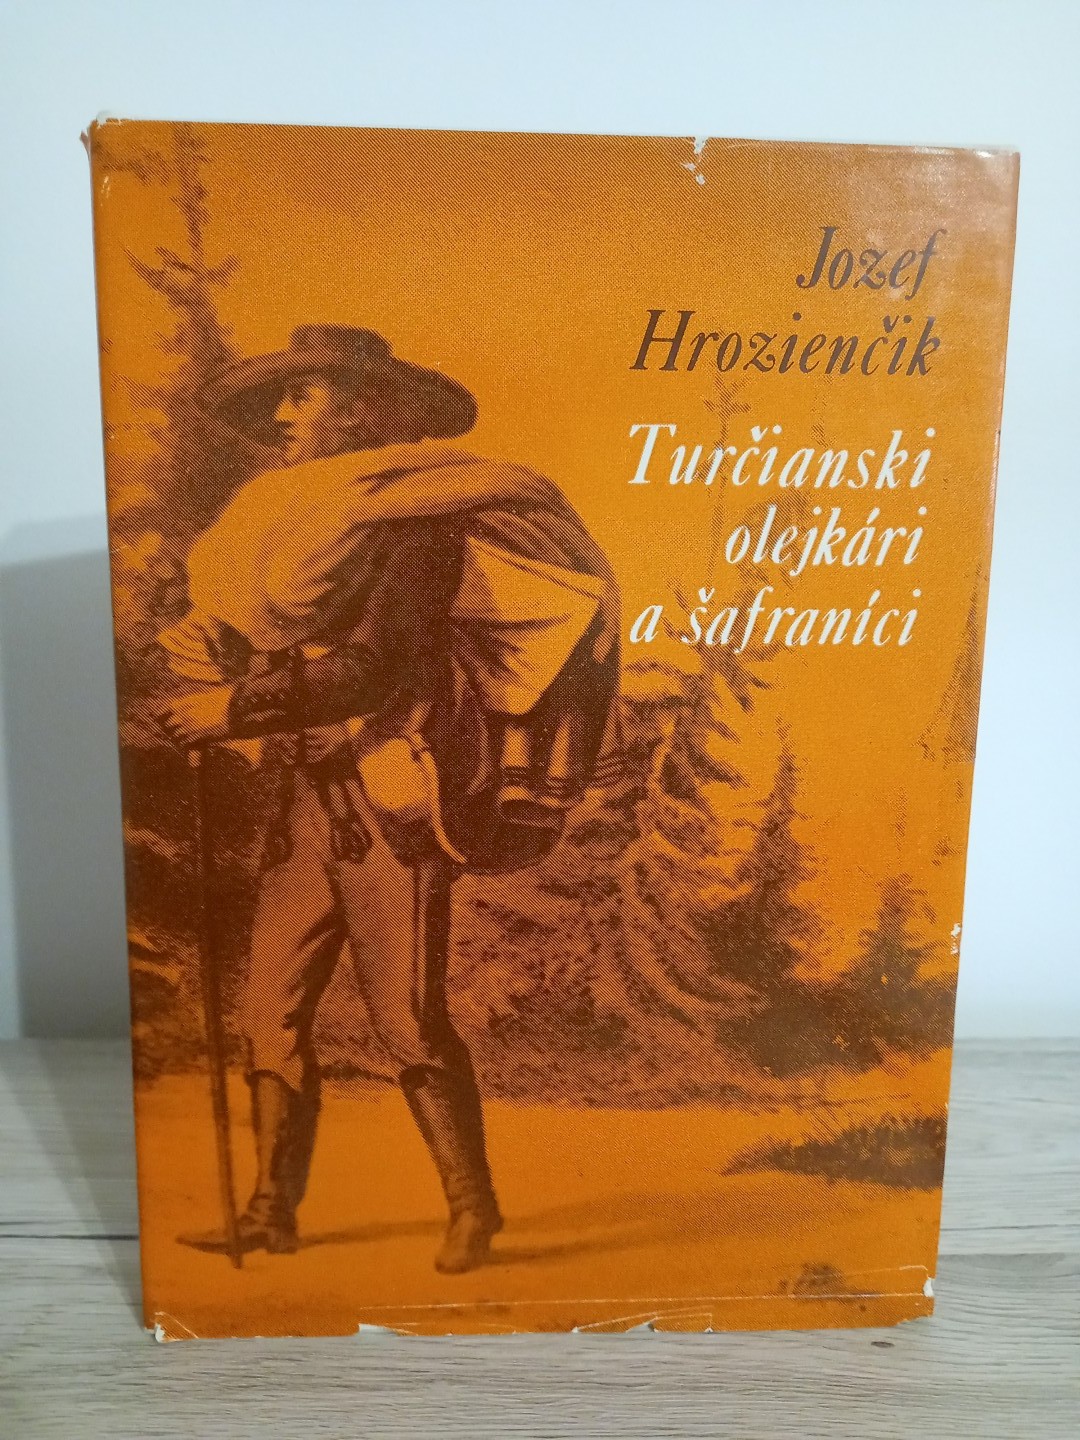 Jozef
Hrozienčik
Turčianski
olejkári
a šafraníci